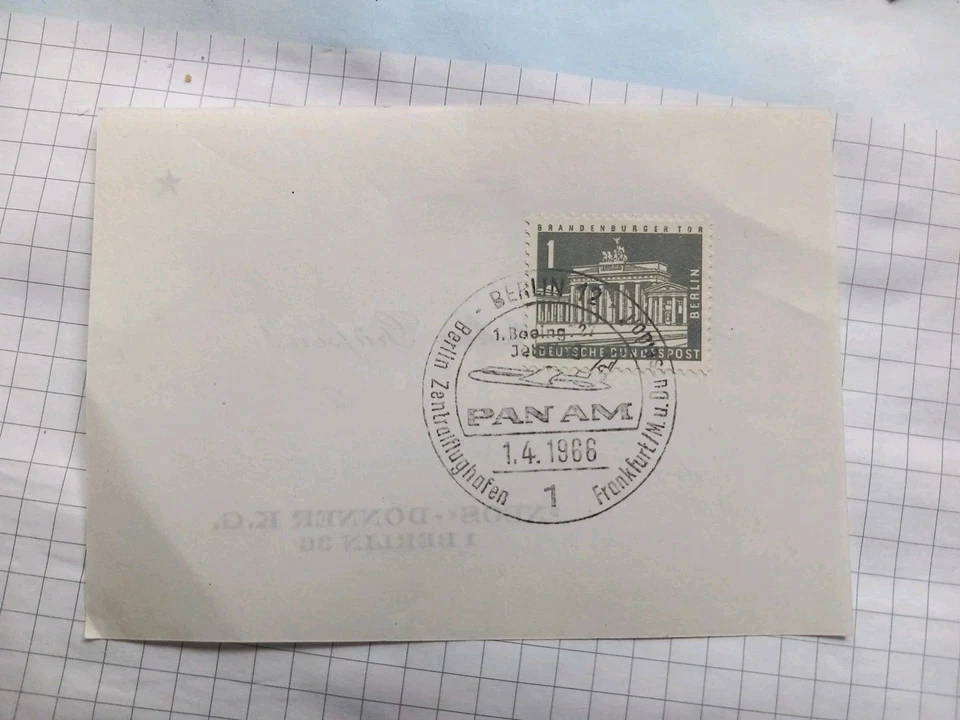 BRANDENBURGER TOR
1
BERLIN
DEUTSCHE BUNDESPOST
BERLIN 12
1. Boeing
PAN AM
1.4.1966
1
Berlin Zentralflughafen
Frankfurt/M. u.
DONNER K.G.
1 BERLIN 36